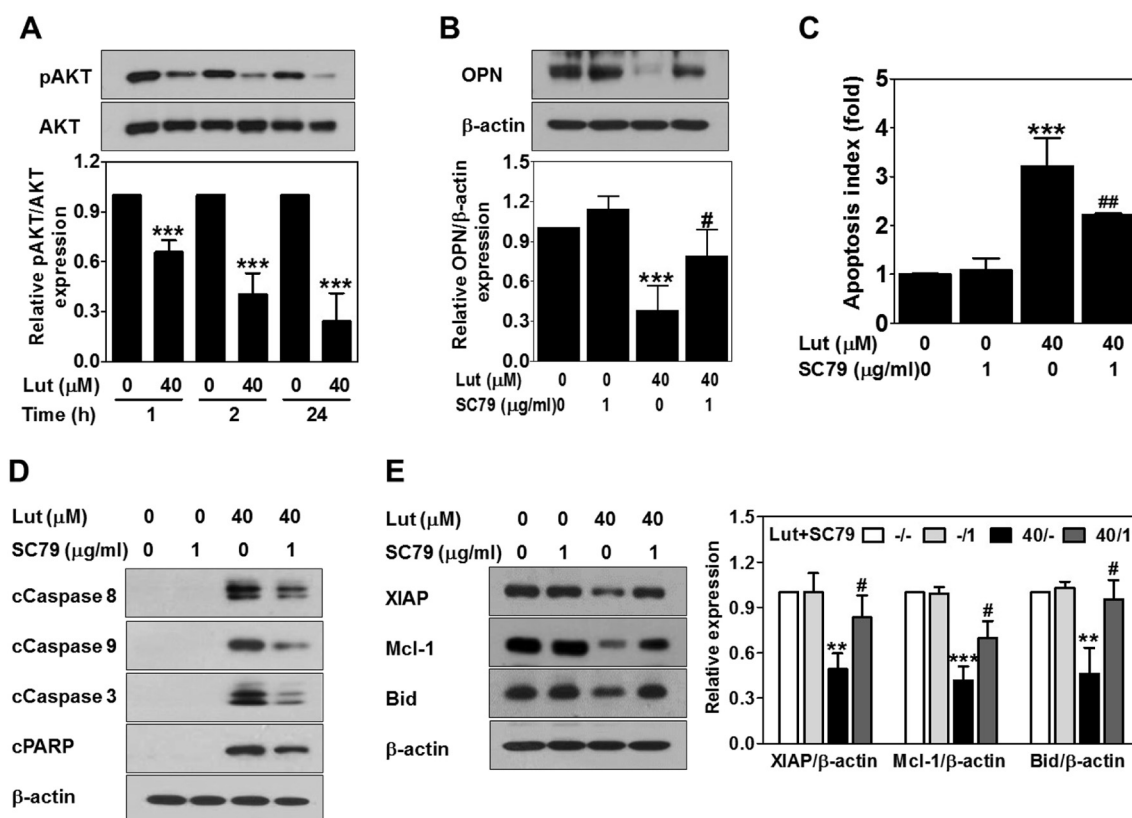 A
pAKT
AKT
Relative pAKT/AKT
expression
1.2
0.9
0.6
0.3
0.0
***
***
***
Lut (μM) 0 40 0 40 0 40
Time (h) 1 2 24
B
OPN
β-actin
Relative OPN/β-actin
expression
1.5
1.2
0.9
0.6
0.3
0.0
***
#
Lut (μM) 0 0 40 40
SC79 (μg/ml) 0 1 0 1
C
Apoptosis index (fold)
5
4
3
2
1
0
***
##
Lut (μM) 0 0 40 40
SC79 (μg/ml) 0 1 0 1
D
Lut (μM) 0 0 40 40
SC79 (μg/ml) 0 1 0 1
cCaspase 8
cCaspase 9
cCaspase 3
cPARP
β-actin
E
Lut (μM) 0 0 40 40
SC79 (μg/ml) 0 1 0 1
XIAP
Mcl-1
Bid
β-actin
Relative expression
1.5
1.2
0.9
0.6
0.3
0.0
Lut+SC79 -/- -/1 40/- 40/1
** # *** # ** #
XIAP/β-actin Mcl-1/β-actin Bid/β-actin